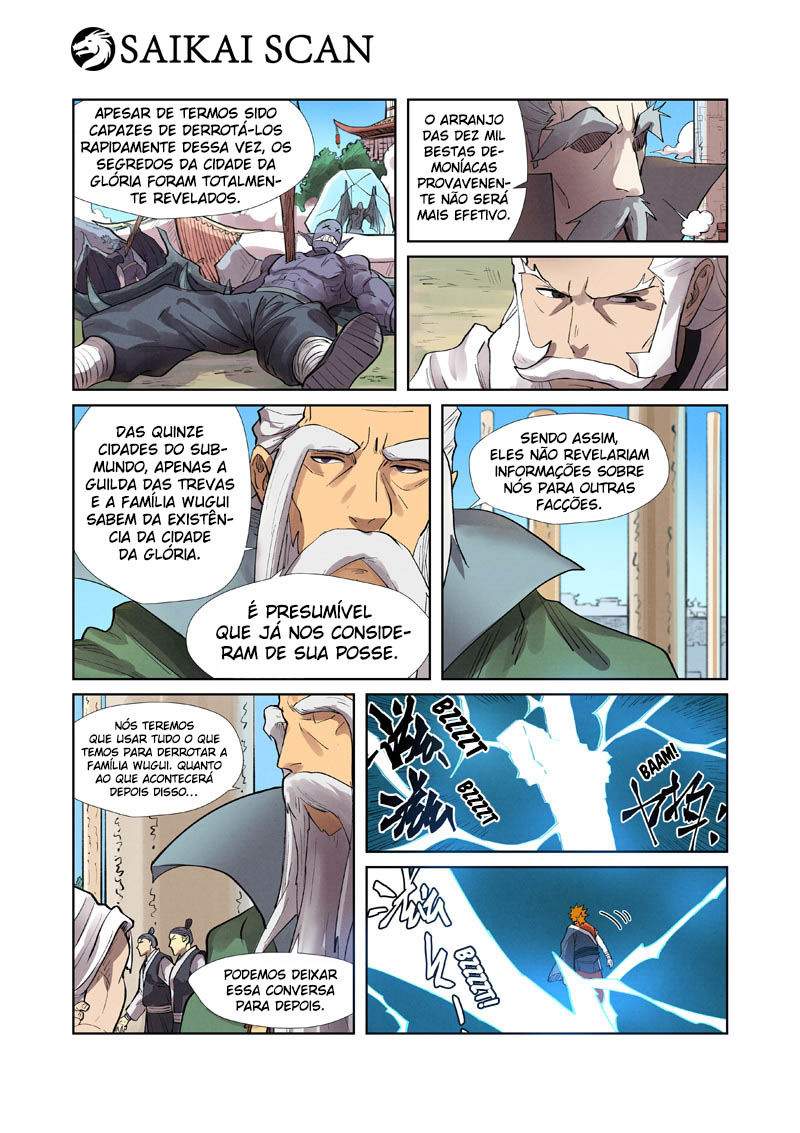 SAIKAI SCAN
APESAR DE TERMOS SIDO
CAPAZES DE DERROTÁ-LOS
RAPIDAMENTE DESSA VEZ, OS
SEGREDOS DA CIDADE DA
GLÓRIA FORAM TOTALMEN-
TE REVELADOS.
O ARRANJO
DAS DEZ MIL
BESTAS DE-
MONÍACAS
PROVAVENEN-
TE NÃO SERÁ
MAIS EFETIVO.
DAS QUINZE
CIDADES DO SUB-
MUNDO, APENAS A
GUILDA DAS TREVAS
E A FAMÍLIA WUGUI
SABEM DA EXISTÊN-
CIA DA CIDADE
DA GLÓRIA.
É PRESUMÍVEL
QUE JÁ NOS CONSIDE-
RAM DE SUA POSSE.
SENDO ASSIM,
ELES NÃO REVELARIAM
INFORMAÇÕES SOBRE
NÓS PARA OUTRAS
FACÇÕES.
NÓS TEREMOS
QUE USAR TUDO O QUE
TEMOS PARA DERROTAR A
FAMÍLIA WUGUI. QUANTO
AO QUE ACONTECERÁ
DEPOIS DISSO...
PODEMOS DEIXAR
ESSA CONVERSA
PARA DEPOIS.
BZZZZT
BZZZZT
BAAM!
BZZZZT!